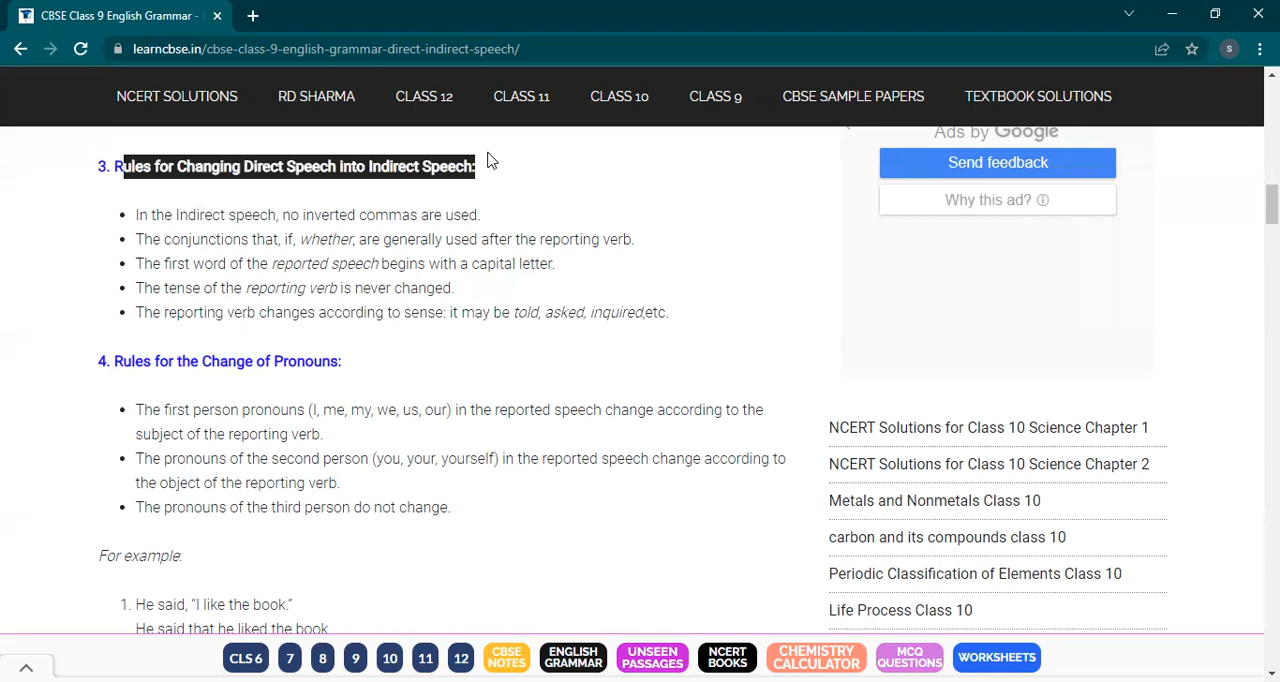 CBSE Class 9 English Grammar -
learncbse.in/cbse-class-9-english-grammar-direct-indirect-speech/
S
NCERT SOLUTIONS RD SHARMA CLASS 12 CLASS 11 CLASS 10 CLASS 9 CBSE SAMPLE PAPERS TEXTBOOK SOLUTIONS
Ads by Google
Send feedback
Why this ad?
3. Rules for Changing Direct Speech into Indirect Speech:
• In the Indirect speech, no inverted commas are used.
• The conjunctions that, if, whether, are generally used after the reporting verb.
• The first word of the reported speech begins with a capital letter.
• The tense of the reporting verb is never changed.
• The reporting verb changes according to sense: it may be told, asked, inquired,etc.
4. Rules for the Change of Pronouns:
• The first person pronouns (I, me, my, we, us, our) in the reported speech change according to the
subject of the reporting verb.
• The pronouns of the second person (you, your, yourself) in the reported speech change according to
the object of the reporting verb.
• The pronouns of the third person do not change.
For example:
1. He said, “I like the book.”
He said that he liked the book
NCERT Solutions for Class 10 Science Chapter 1
NCERT Solutions for Class 10 Science Chapter 2
Metals and Nonmetals Class 10
carbon and its compounds class 10
Periodic Classification of Elements Class 10
Life Process Class 10
CLS 6 7 8 9 10 11 12 CBSE NOTES ENGLISH GRAMMAR UNSEEN PASSAGES NCERT BOOKS CHEMISTRY CALCULATOR MCQ QUESTIONS WORKSHEETS